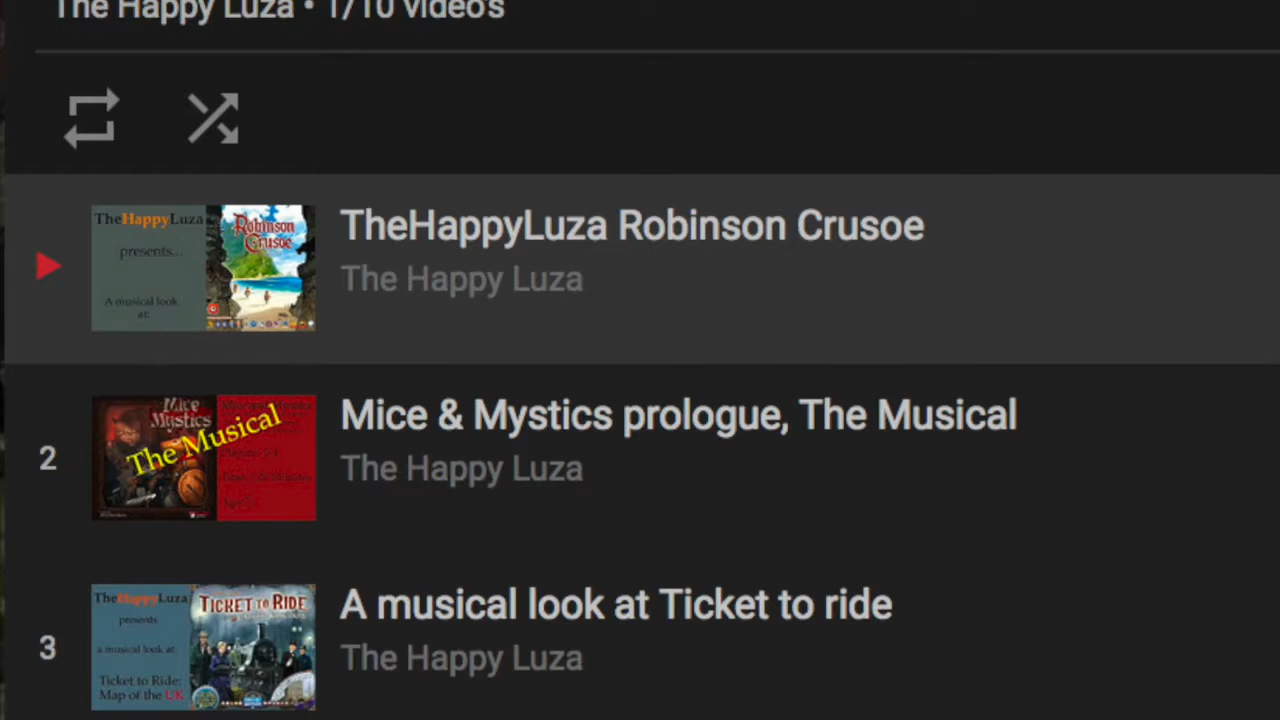 The Happy Luza • 1/10 video's
TheHappyLuza
presents...
A musical look
at:
Robinson
Crusoe
TheHappyLuza Robinson Crusoe
The Happy Luza
2
Mice
Mystics
The Musical
Mice & Mystics prologue, The Musical
The Happy Luza
3
TheHappyLuza
presents
a musical look at:
Ticket to Ride:
Map of the UK
TICKET TO RIDE
A musical look at Ticket to ride
The Happy Luza